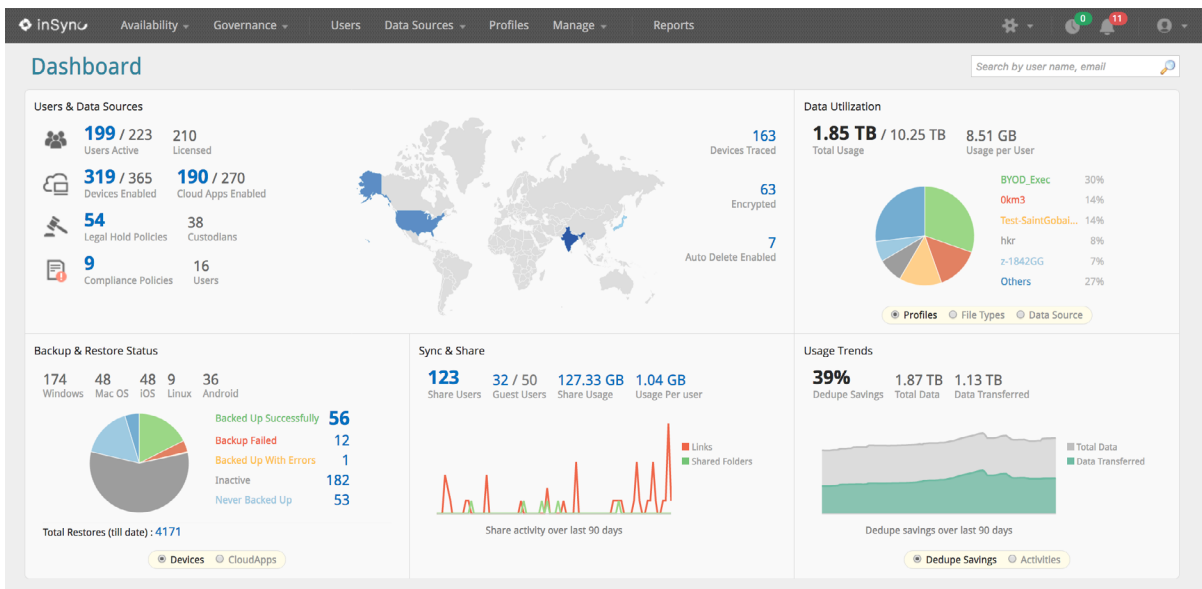 inSync Availability Governance Users Data Sources Profiles Manage Reports 0 11
Dashboard
Search by user name, email
Users & Data Sources
199 / 223 210
Users Active Licensed
319 / 365 190 / 270
Devices Enabled Cloud Apps Enabled
54 38
Legal Hold Policies Custodians
9 16
Compliance Policies Users
163
Devices Traced
63
Encrypted
7
Auto Delete Enabled
Data Utilization
1.85 TB / 10.25 TB 8.51 GB
Total Usage Usage per User
BYOD_Exec 30%
0km3 14%
Test-SaintGobai... 14%
hkr 8%
z-1842GG 7%
Others 27%
Profiles File Types Data Source
Backup & Restore Status
174 48 48 9 36
Windows Mac OS iOS Linux Android
Backed Up Successfully 56
Backup Failed 12
Backed Up With Errors 1
Inactive 182
Never Backed Up 53
Total Restores (till date) : 4171
Devices CloudApps
Sync & Share
123 32 / 50 127.33 GB 1.04 GB
Share Users Guest Users Share Usage Usage Per user
Links
Shared Folders
Share activity over last 90 days
Usage Trends
39% 1.87 TB 1.13 TB
Dedupe Savings Total Data Data Transferred
Total Data
Data Transferred
Dedupe savings over last 90 days
Dedupe Savings Activities